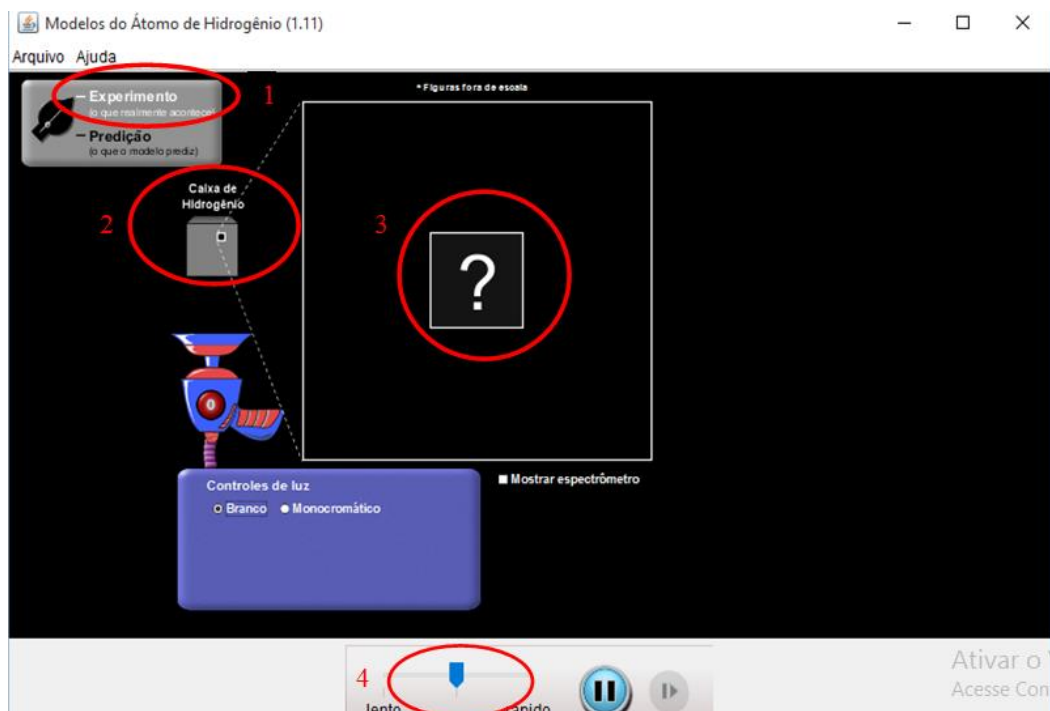 Modelos do Átomo de Hidrogênio (1.11)
Arquivo Ajuda
Experimento
(o que realmente acontece)
1
Predição
(o que o modelo prediz)
* Figuras fora de escala
Caixa de
Hidrogênio
2
3
?
Controles de luz
Branco Monocromático
Mostrar espectrômetro
4
lento
Ativar o
Acesse Con